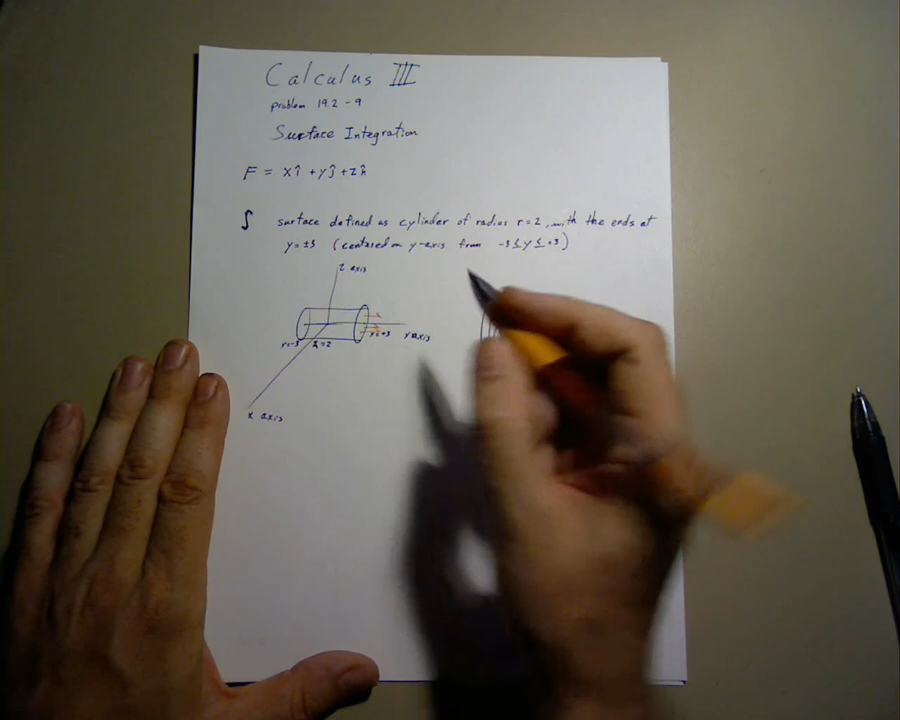 Calculus III
problem 19.2 - 9
Surface Integration
F = xî + yĵ + zk̂
S surface defined as cylinder of radius r=2, with the ends at
y=±3 (centered on y-axis from -3≤y≤+3)
z axis
y=-3 r=2 y=+3 y axis
x axis